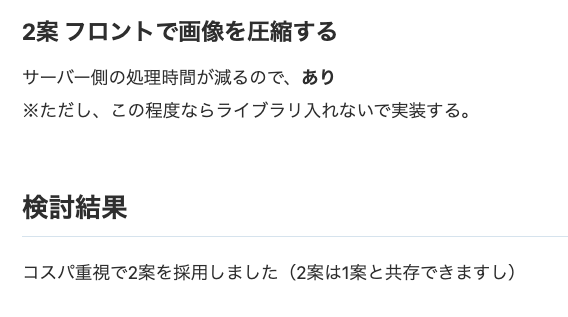 2案 フロントで画像を圧縮する
サーバー側の処理時間が減るので、あり
※ただし、この程度ならライブラリ入れないで実装する。
検討結果
コスパ重視で2案を採用しました（2案は1案と共存できますし）